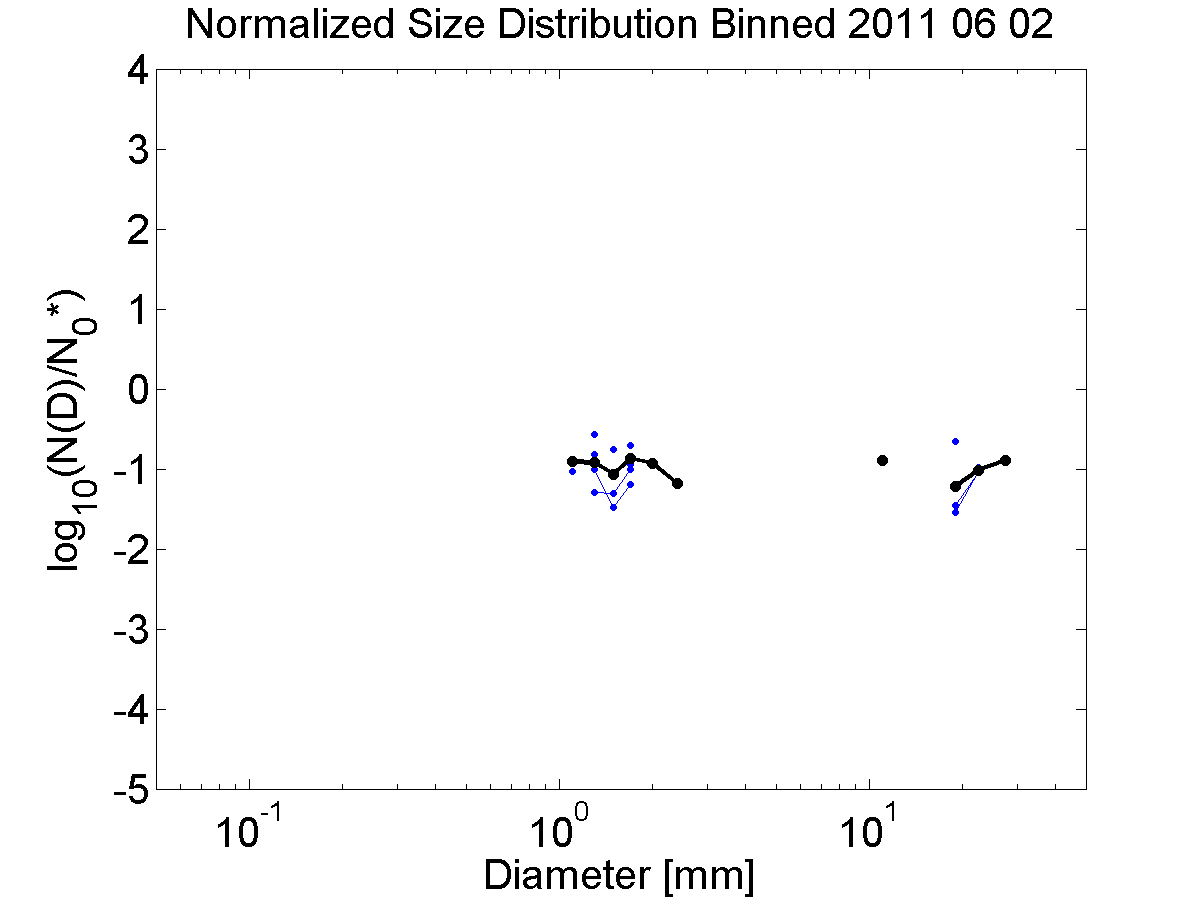 Normalized Size Distribution Binned 2011 06 02
log10(N(D)/N0*)
4
3
2
1
0
-1
-2
-3
-4
-5
10-1 100 101
Diameter [mm]